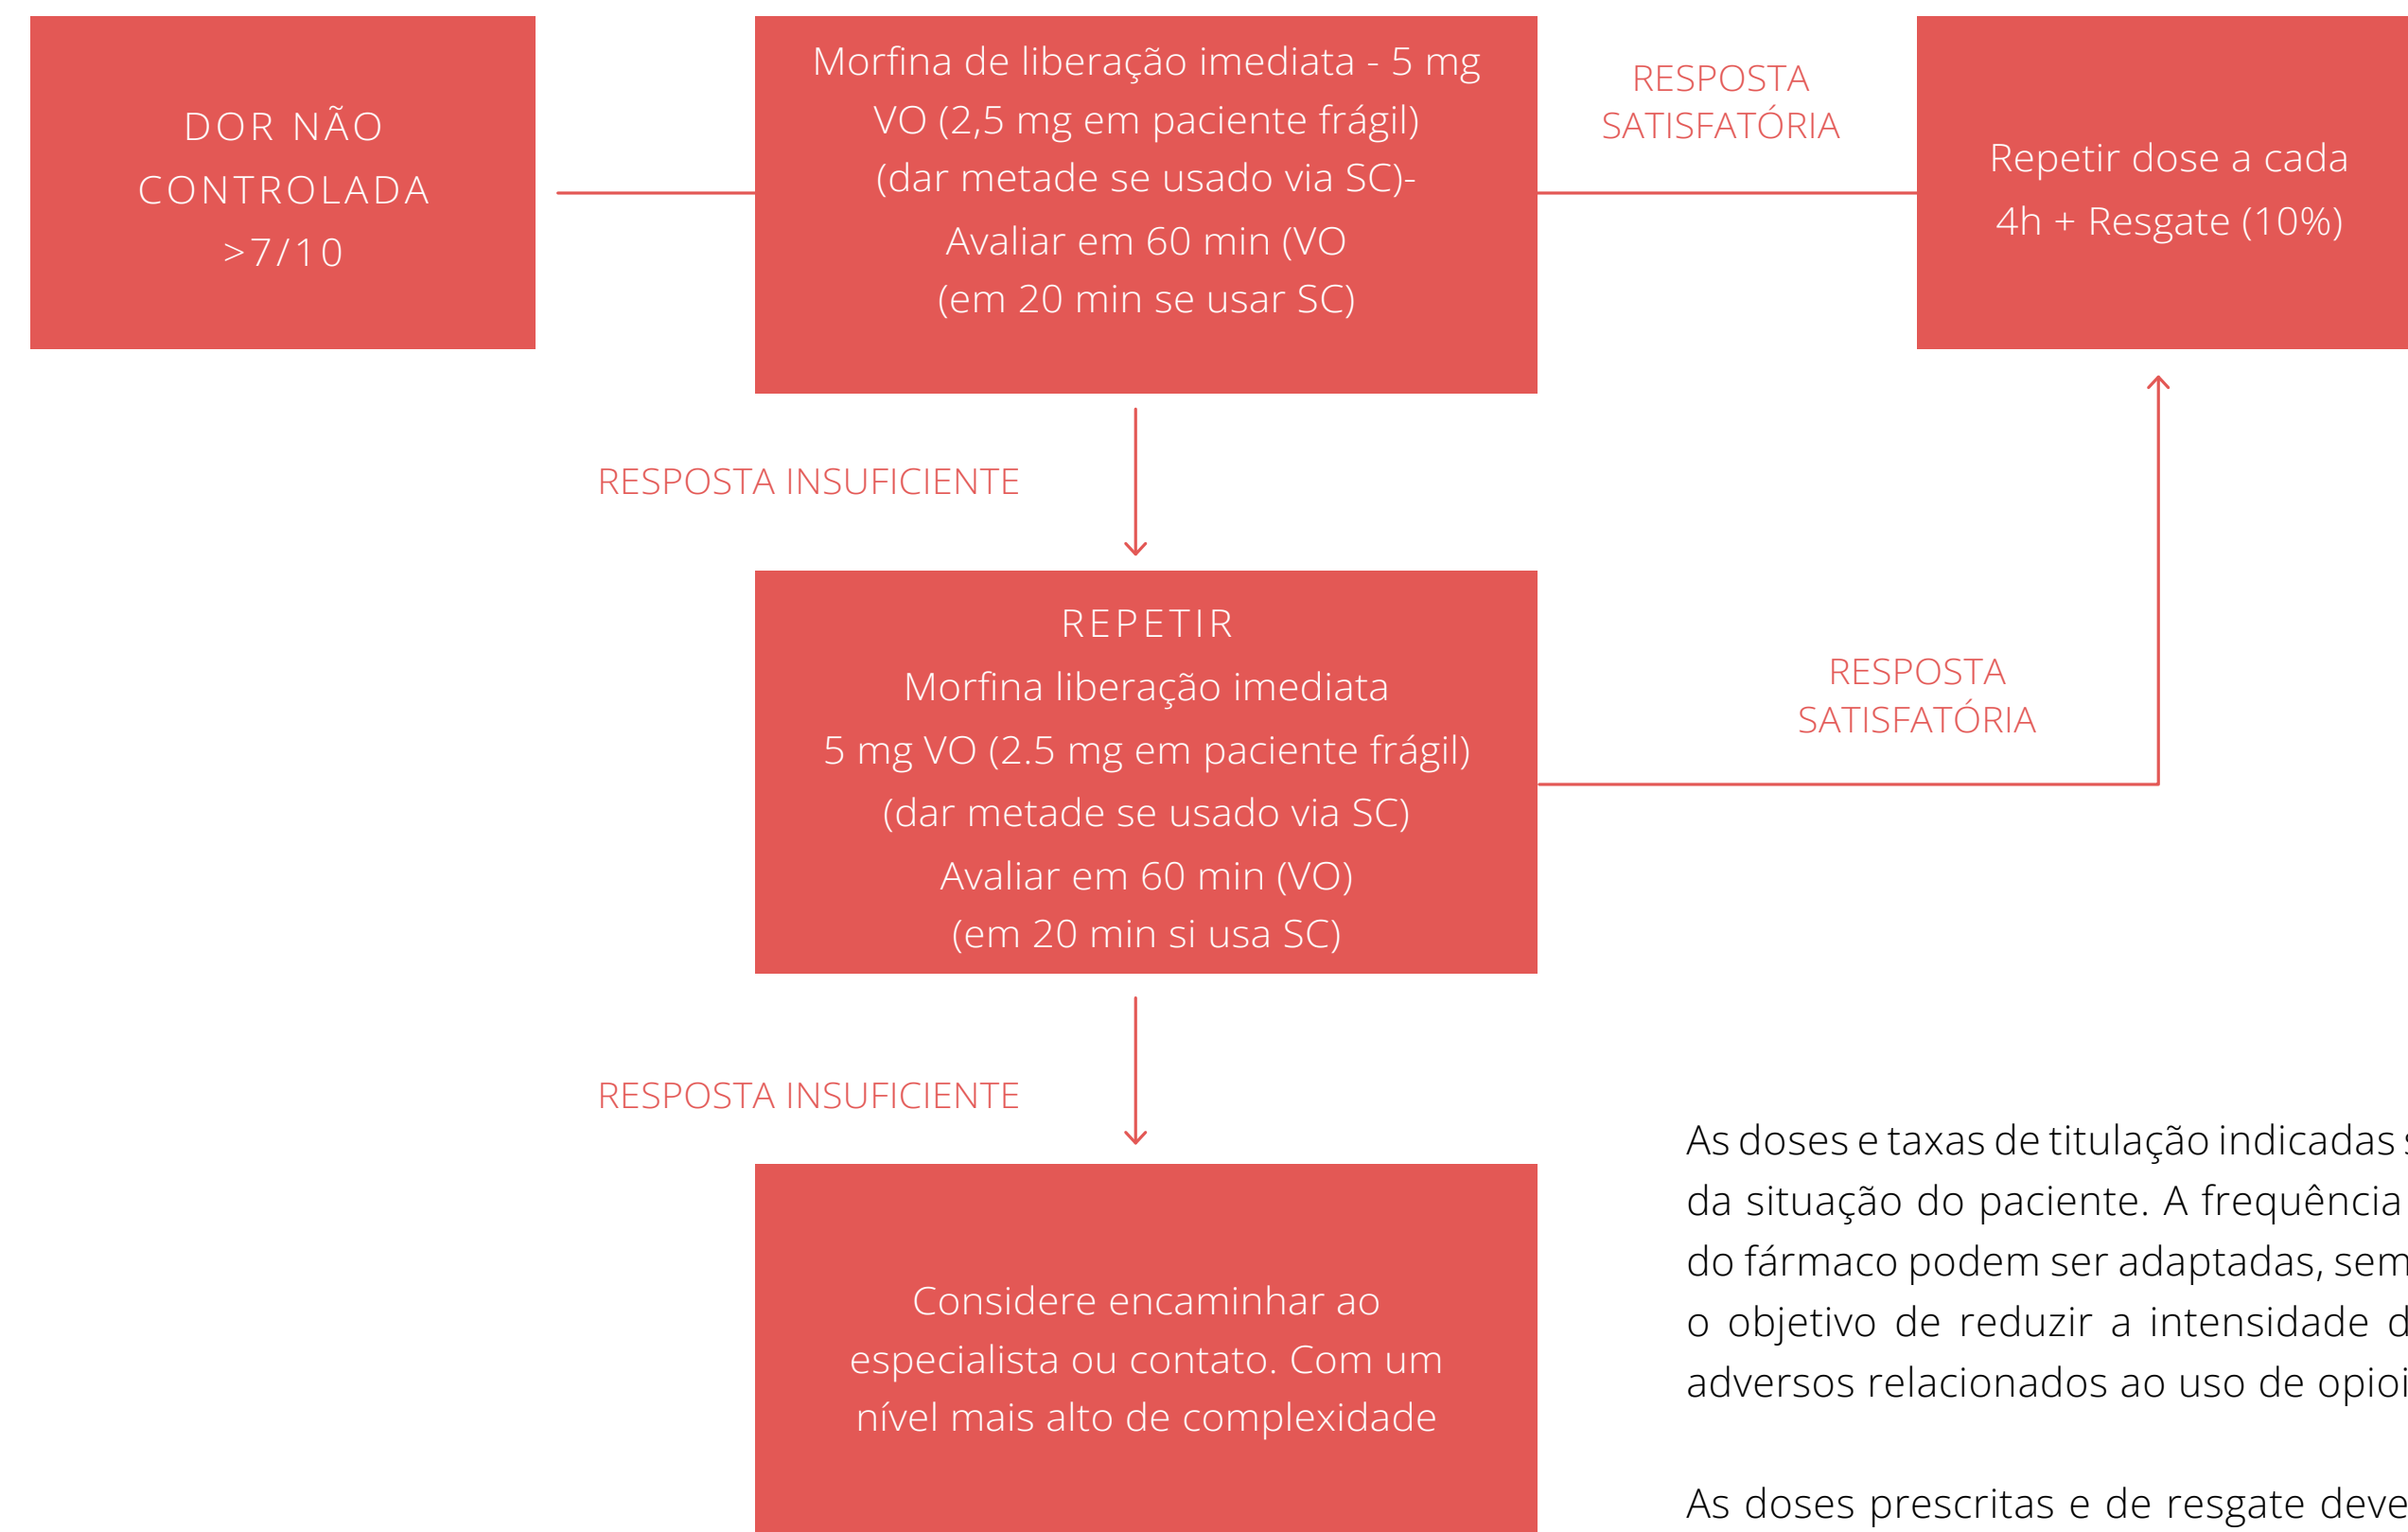 DOR NÃO
CONTROLADA
>7/10
Morfina de liberação imediata - 5 mg
VO (2,5 mg em paciente frágil)
(dar metade se usado via SC)-
Avaliar em 60 min (VO
(em 20 min se usar SC)
RESPOSTA
SATISFATÓRIA
Repetir dose a cada
4h + Resgate (10%)
RESPOSTA INSUFICIENTE
REPETIR
Morfina liberação imediata
5 mg VO (2.5 mg em paciente frágil)
(dar metade se usado via SC)
Avaliar em 60 min (VO)
(em 20 min si usa SC)
RESPOSTA
SATISFATÓRIA
RESPOSTA INSUFICIENTE
Considere encaminhar ao
especialista ou contato. Com um
nível mais alto de complexidade
As doses e taxas de titulação indicadas
da situação do paciente. A frequência
do fármaco podem ser adaptadas,
o objetivo de reduzir a intensidade
adversos relacionados ao uso de
As doses prescritas e de resgate